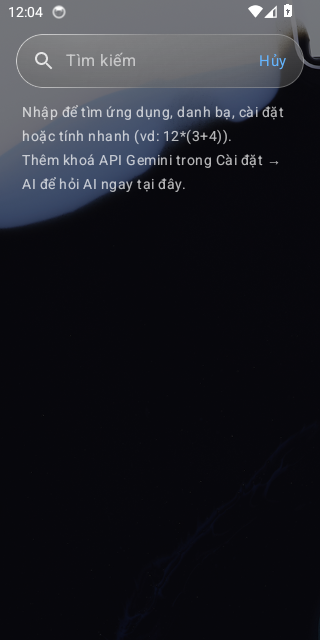 12:04
Tìm kiếm
Hủy
Nhập để tìm ứng dụng, danh bạ, cài đặt
hoặc tính nhanh (vd: 12*(3+4)).
Thêm khoá API Gemini trong Cài đặt →
AI để hỏi AI ngay tại đây.